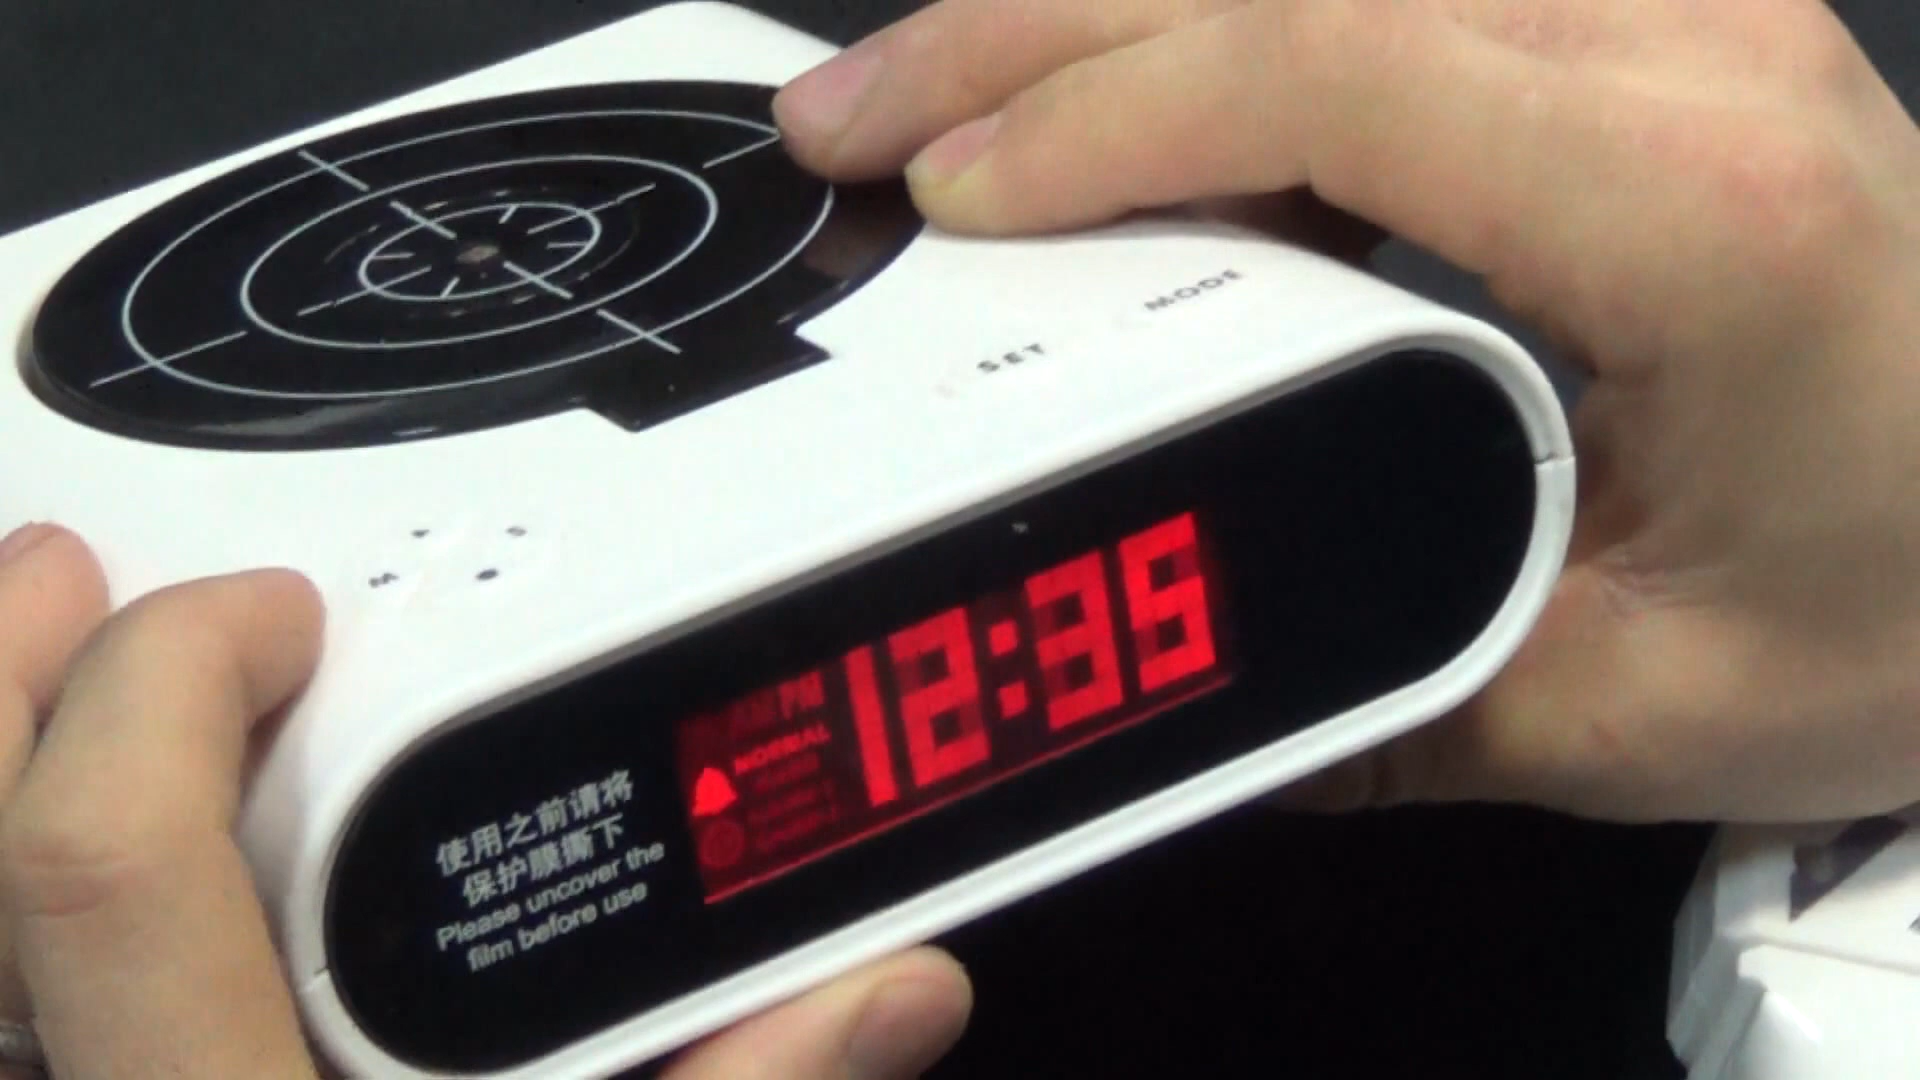 MODE
SET
M S
PM
NORMAL
12:35
使用之前请将
保护膜撕下
Please uncover the
film before use